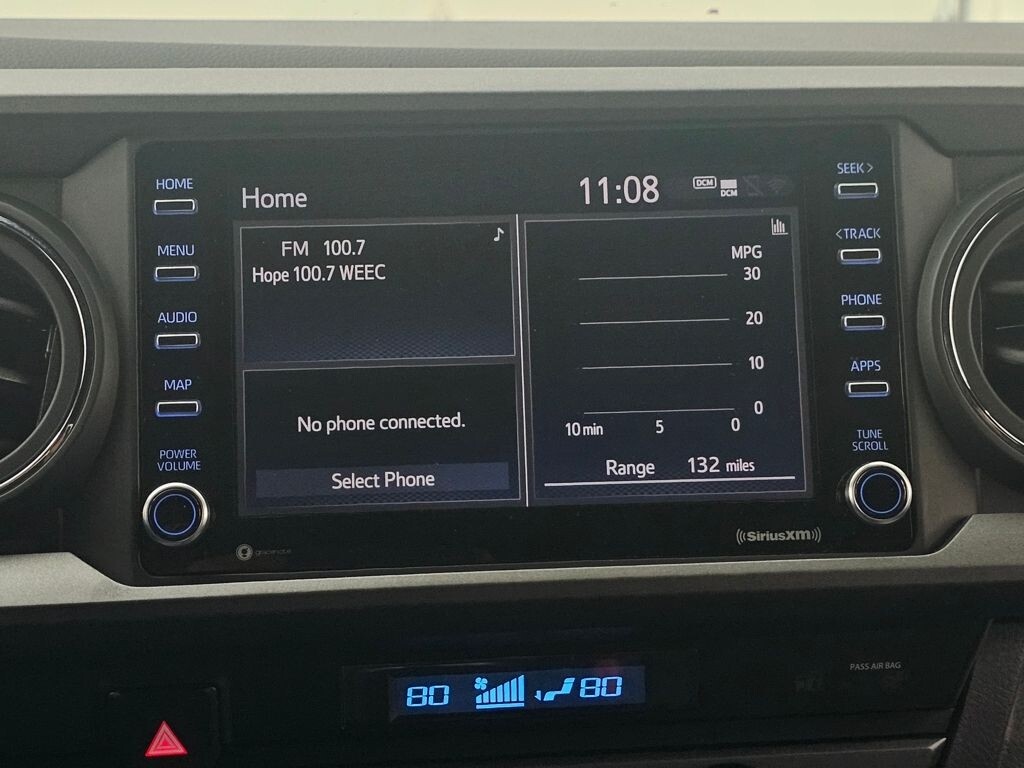 HOME
MENU
AUDIO
MAP
POWER
VOLUME
Home
11:08
DCM
DCM
FM 100.7
Hope 100.7 WEEC
No phone connected.
Select Phone
MPG
30
20
10
0
10 min 5 0
Range 132 miles
SEEK>
<TRACK
PHONE
APPS
TUNE
SCROLL
gracenote
SiriusXM
PASS AIR BAG
80 80